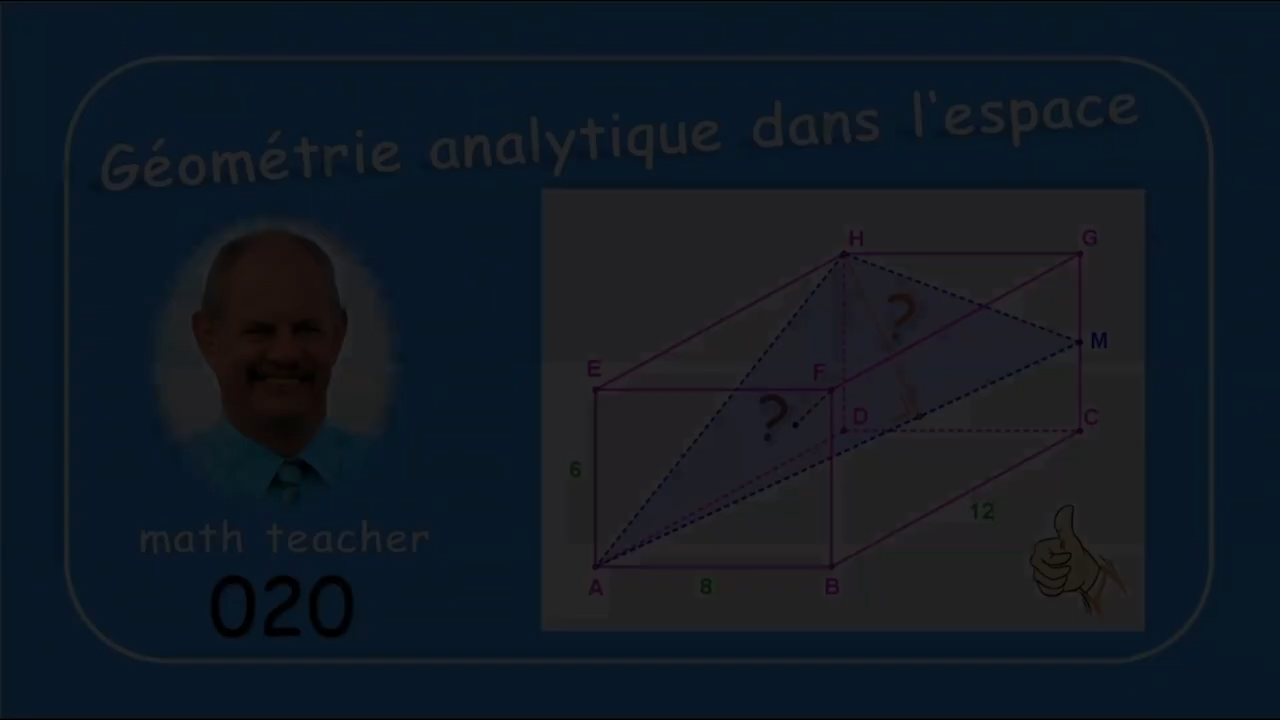 Géométrie analytique dans l'espace
H
G
?
M
E
F
?
D
C
6
12
A
8
B
math teacher
020